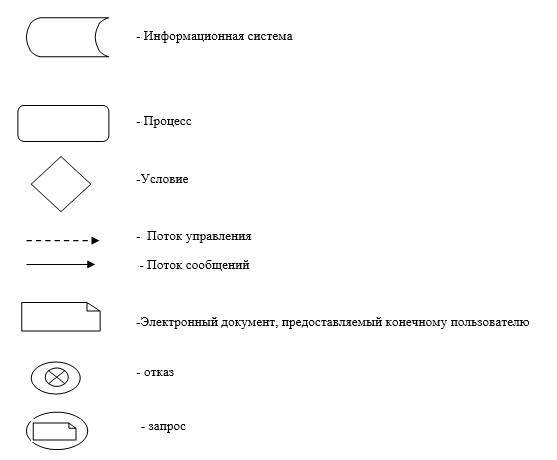 - Информационная система
- Процесс
-Условие
- Поток управления
- Поток сообщений
-Электронный документ, предоставляемый конечному пользователю
- отказ
- запрос